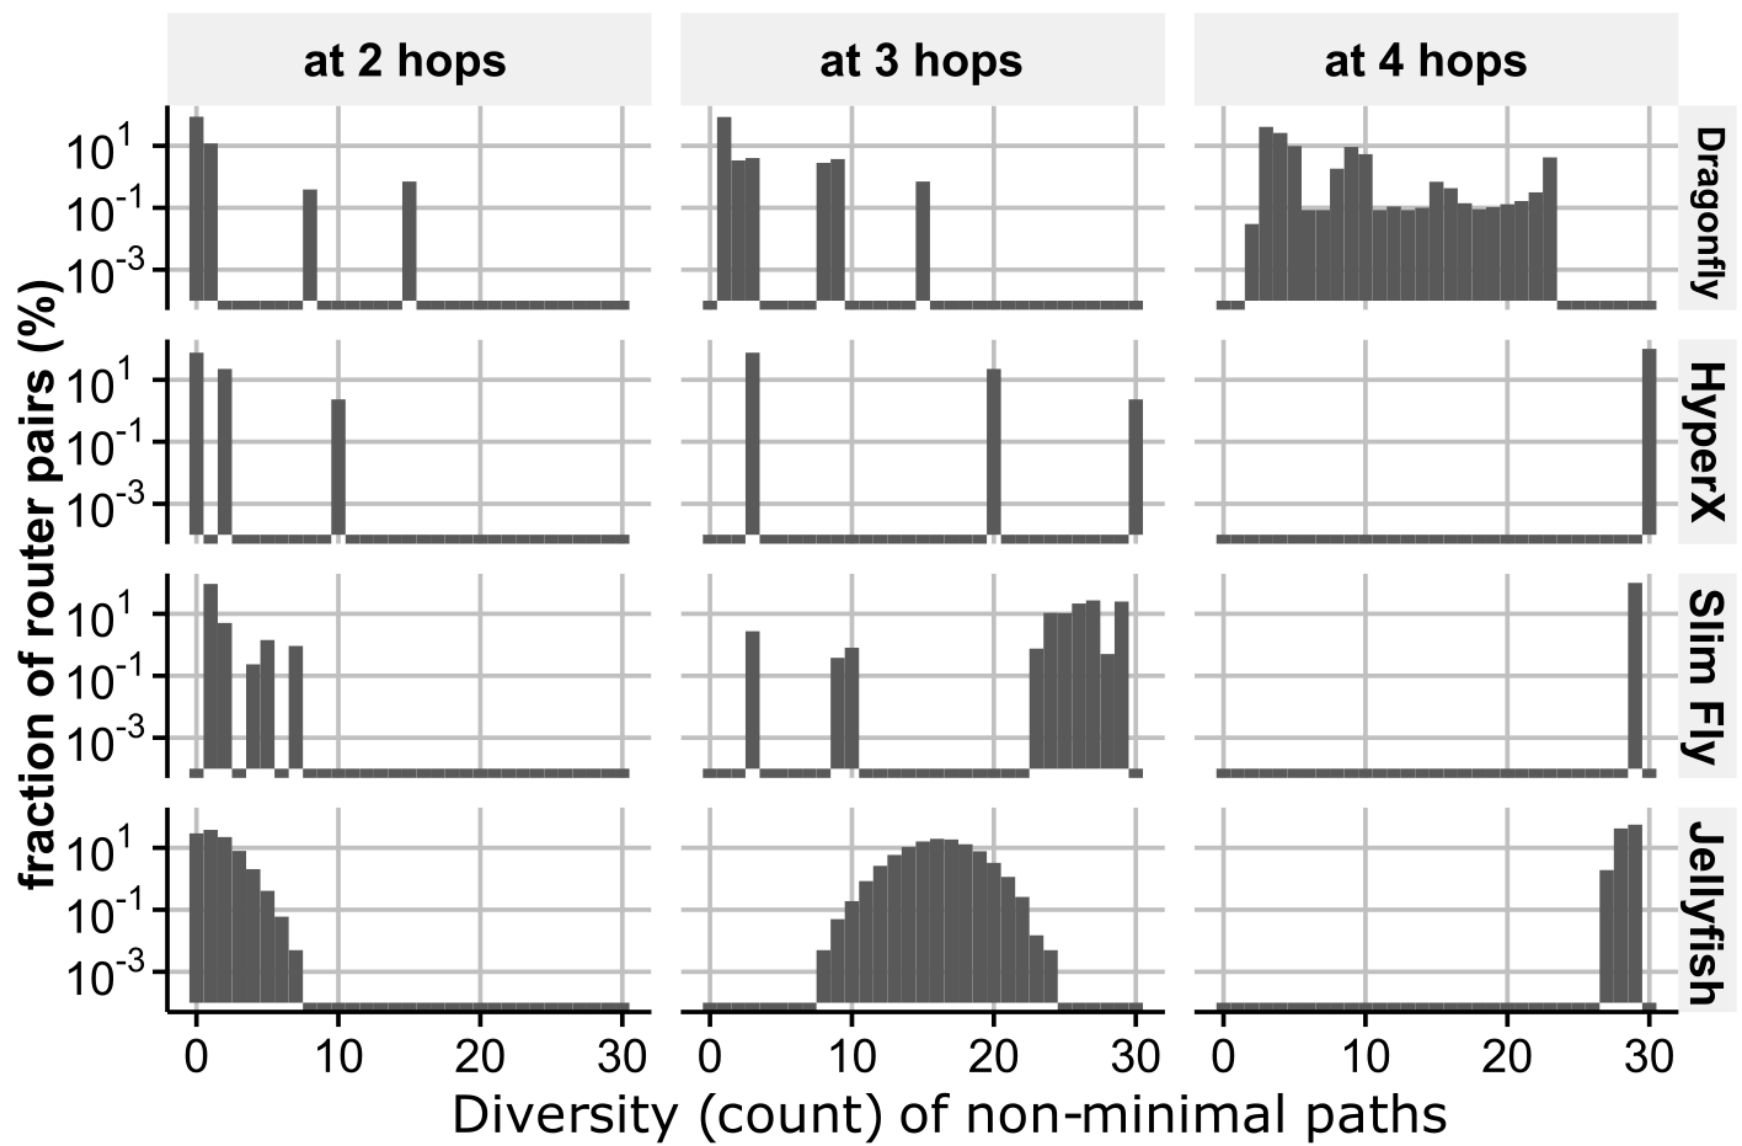 at 2 hops
at 3 hops
at 4 hops
fraction of router pairs (%)
10^1
10^-1
10^-3
Dragonfly
10^1
10^-1
10^-3
HyperX
10^1
10^-1
10^-3
Slim Fly
10^1
10^-1
10^-3
Jellyfish
0 10 20 30
0 10 20 30
0 10 20 30
Diversity (count) of non-minimal paths